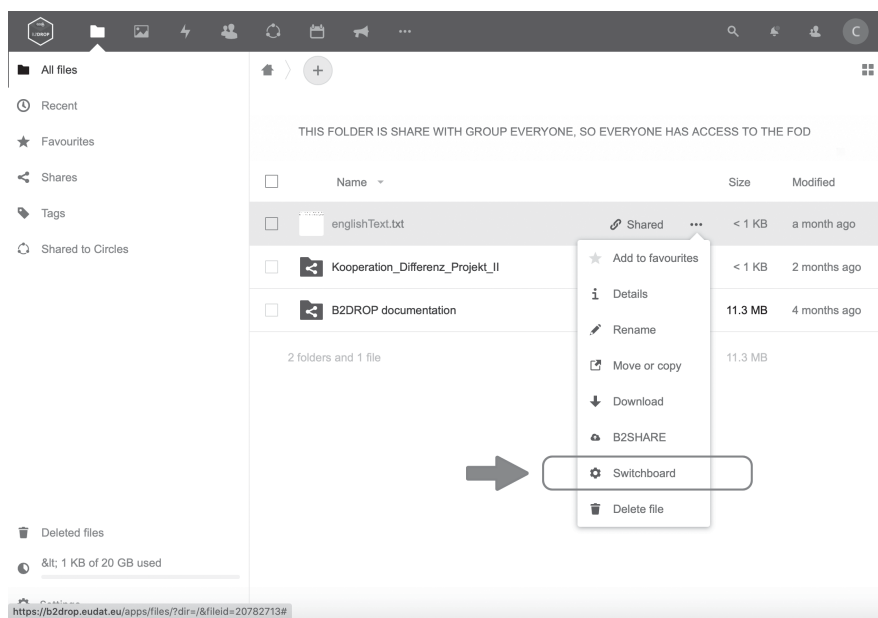 B2DROP
C
All files
Recent
Favourites
Shares
Tags
Shared to Circles
THIS FOLDER IS SHARE WITH GROUP EVERYONE, SO EVERYONE HAS ACCESS TO THE FOD
Name Size Modified
englishText.txt Shared ••• < 1 KB a month ago
Kooperation_Differenz_Projekt_II < 1 KB 2 months ago
B2DROP documentation 11.3 MB 4 months ago
2 folders and 1 file 11.3 MB
Add to favourites
Details
Rename
Move or copy
Download
B2SHARE
Switchboard
Delete file
Deleted files
&lt; 1 KB of 20 GB used
Settings
https://b2drop.eudat.eu/apps/files/?dir=/&fileid=20782713#